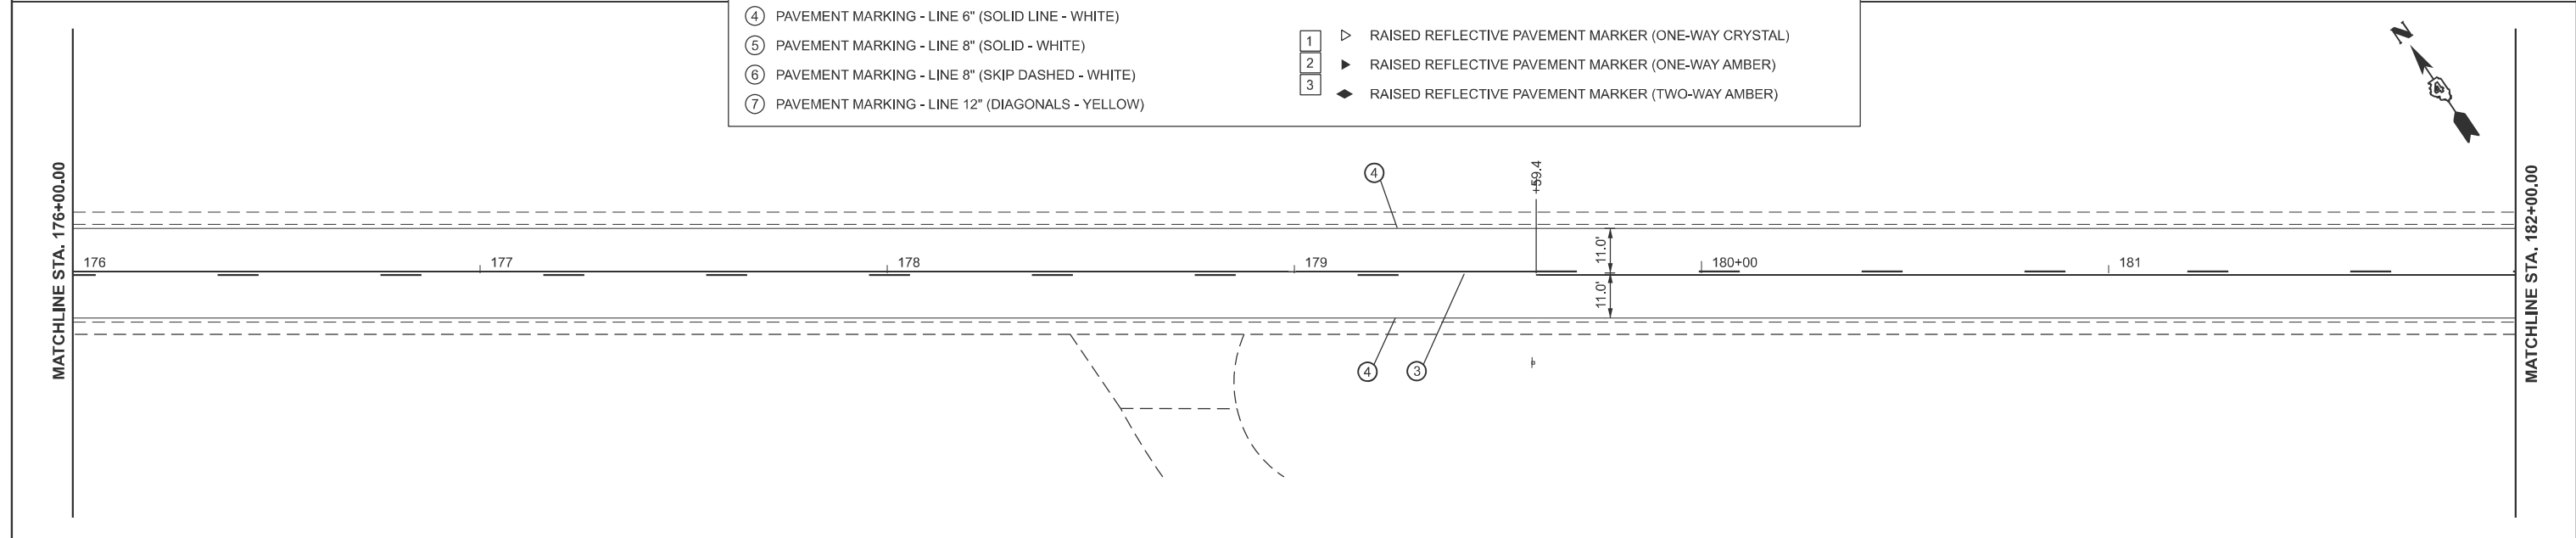 ④ PAVEMENT MARKING - LINE 6" (SOLID LINE - WHITE)
⑤ PAVEMENT MARKING - LINE 8" (SOLID - WHITE)
⑥ PAVEMENT MARKING - LINE 8" (SKIP DASHED - WHITE)
⑦ PAVEMENT MARKING - LINE 12" (DIAGONALS - YELLOW)
1 RAISED REFLECTIVE PAVEMENT MARKER (ONE-WAY CRYSTAL)
2 RAISED REFLECTIVE PAVEMENT MARKER (ONE-WAY AMBER)
3 RAISED REFLECTIVE PAVEMENT MARKER (TWO-WAY AMBER)
N
MATCHLINE STA. 176+00.00
④
+59.4
176
177
178
179
11.0'
180+00
181
11.0'
④
③
MATCHLINE STA. 182+00.00